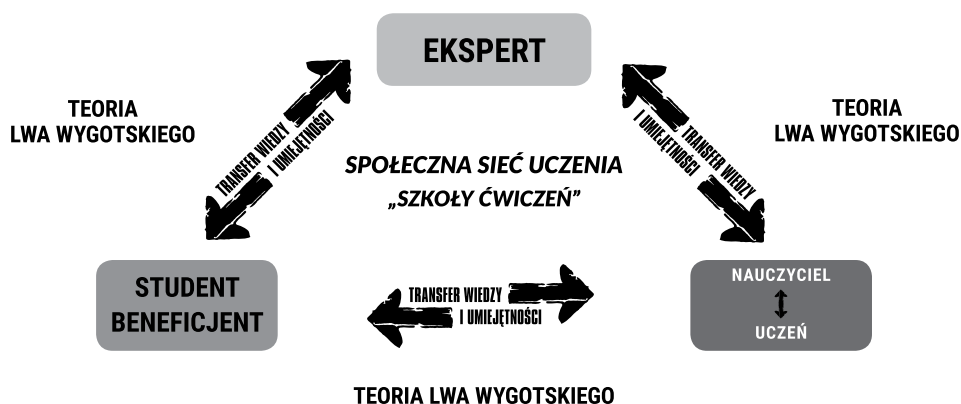 EKSPERT
TEORIA
LWA WYGOTSKIEGO
TRANSFER WIEDZY
I UMIEJĘTNOŚCI
SPOŁECZNA SIEĆ UCZENIA
„SZKOŁY ĆWICZEŃ”
TRANSFER WIEDZY
I UMIEJĘTNOŚCI
TEORIA
LWA WYGOTSKIEGO
STUDENT
BENEFICJENT
TRANSFER WIEDZY
I UMIEJĘTNOŚCI
NAUCZYCIEL
UCZEŃ
TEORIA LWA WYGOTSKIEGO